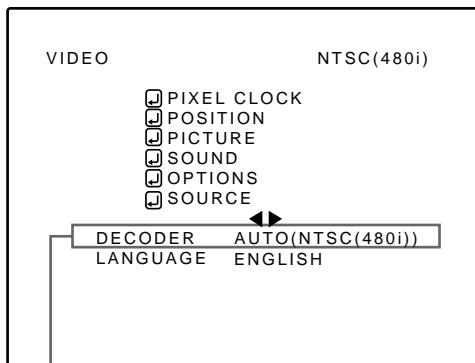 VIDEO NTSC(480i)
PIXEL CLOCK
POSITION
PICTURE
SOUND
OPTIONS
SOURCE
DECODER AUTO(NTSC(480i))
LANGUAGE ENGLISH